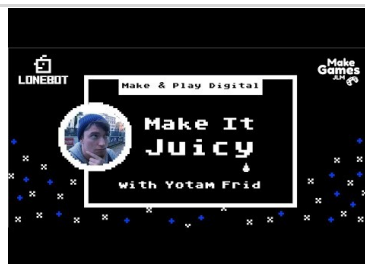 LONEBOT
Make
Games
JLM
Make & Play Digital
Make It
Juicy
with Yotam Frid